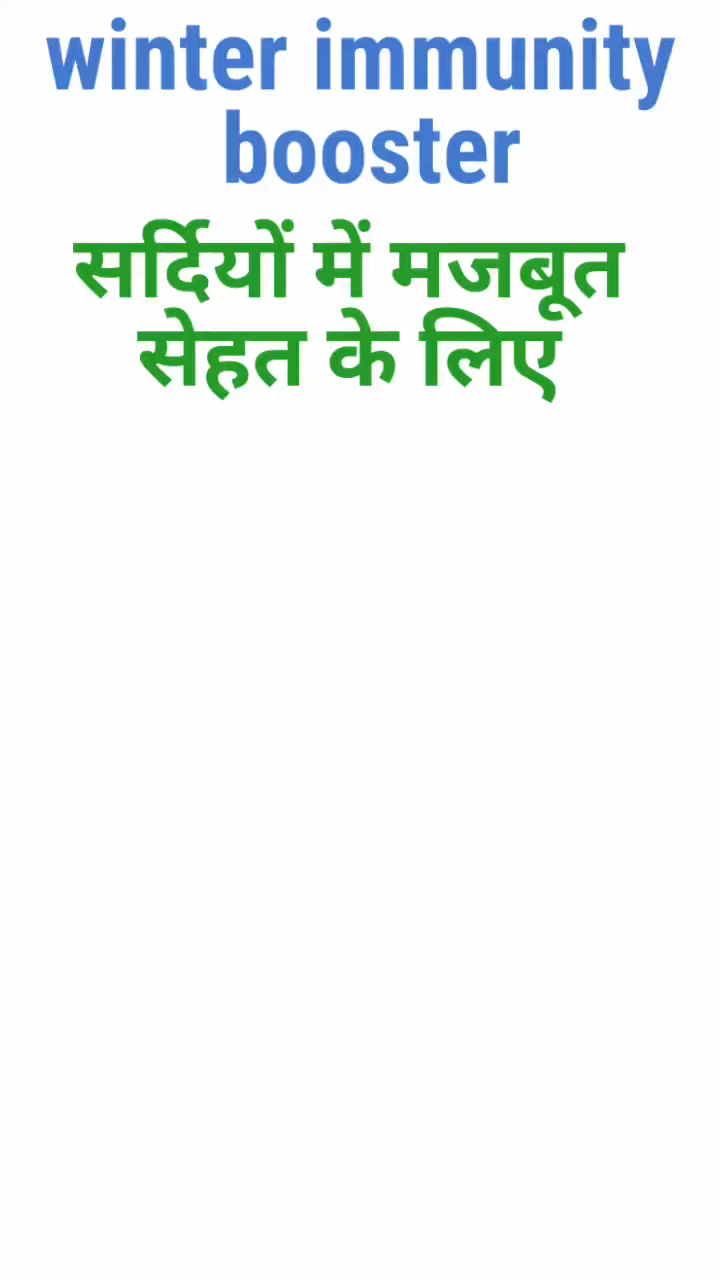 winter immunity
booster
सर्दियों में मजबूत
सेहत के लिए